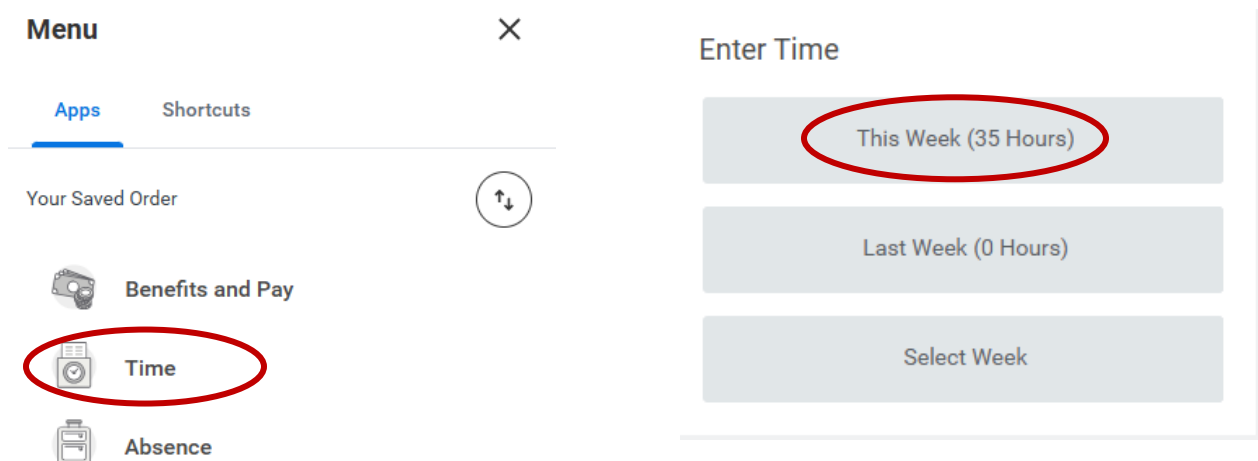 Menu
Apps
Shortcuts
Your Saved Order
Benefits and Pay
Time
Absence
Enter Time
This Week (35 Hours)
Last Week (0 Hours)
Select Week